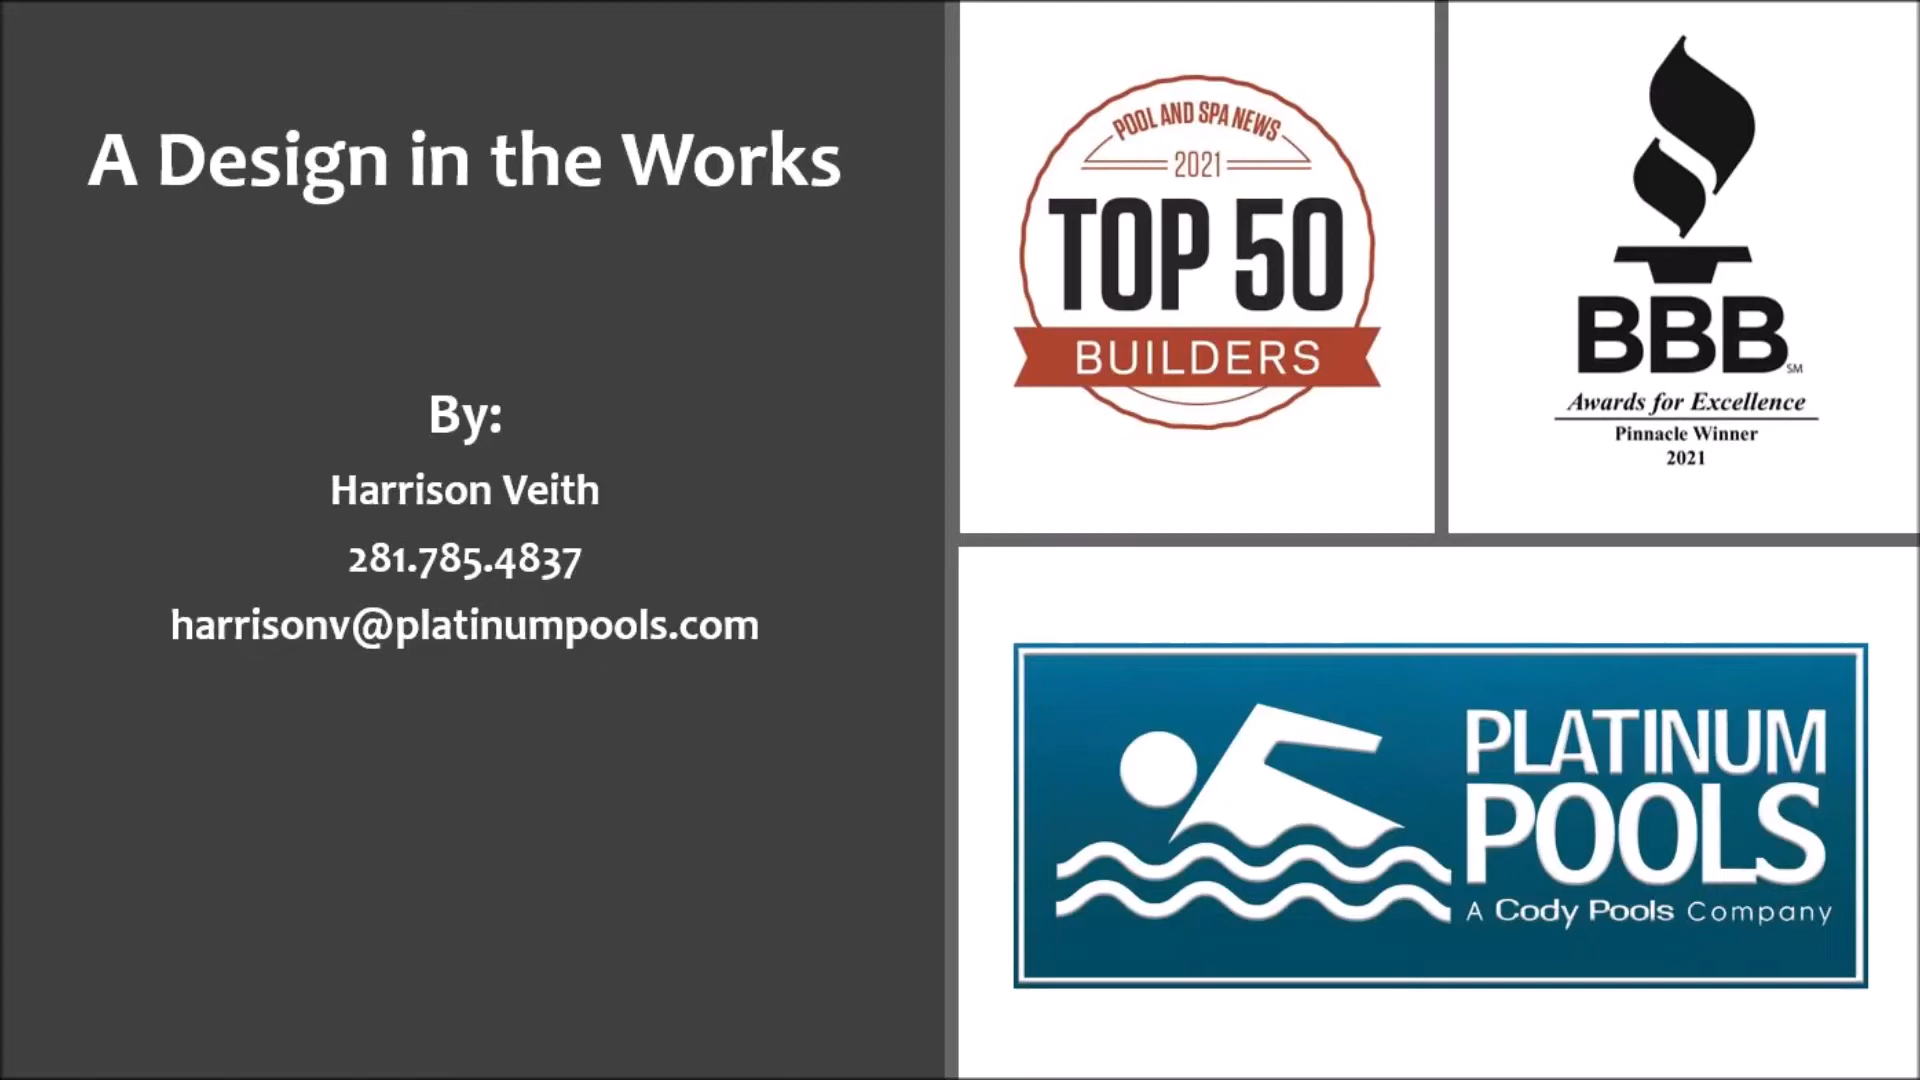 A Design in the Works
By:
Harrison Veith
281.785.4837
harrisonv@platinumpools.com
POOL AND SPA NEWS
2021
TOP 50
BUILDERS
BBB SM
Awards for Excellence
Pinnacle Winner
2021
PLATINUM
POOLS
A Cody Pools Company